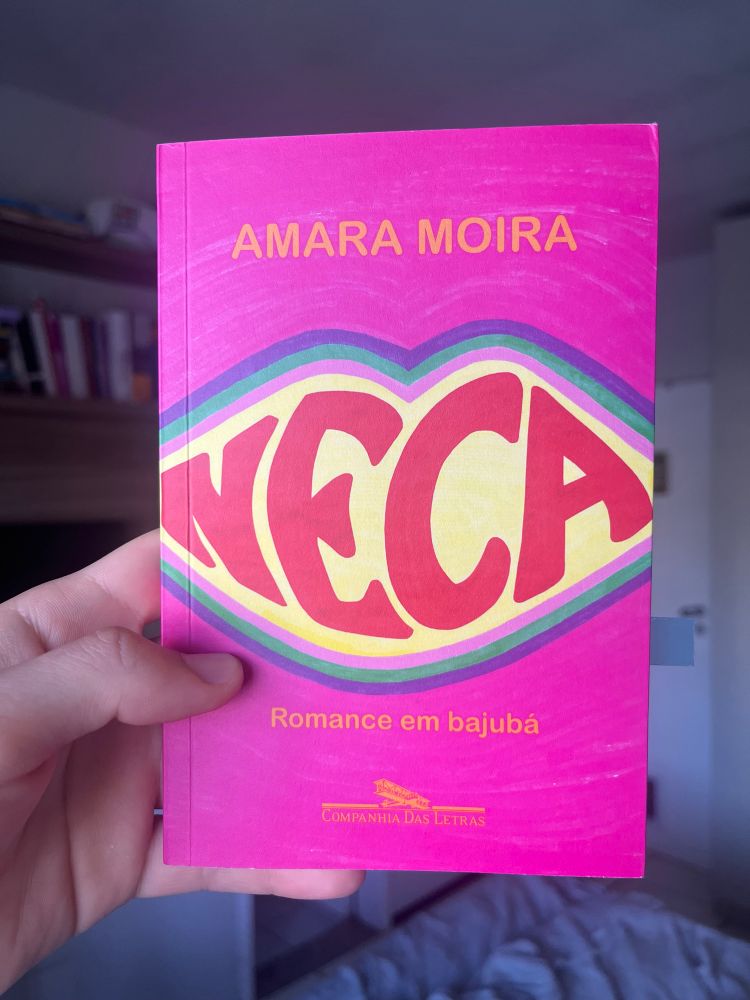 AMARA MOIRA
NECA
Romance em bajubá
COMPANHIA DAS LETRAS